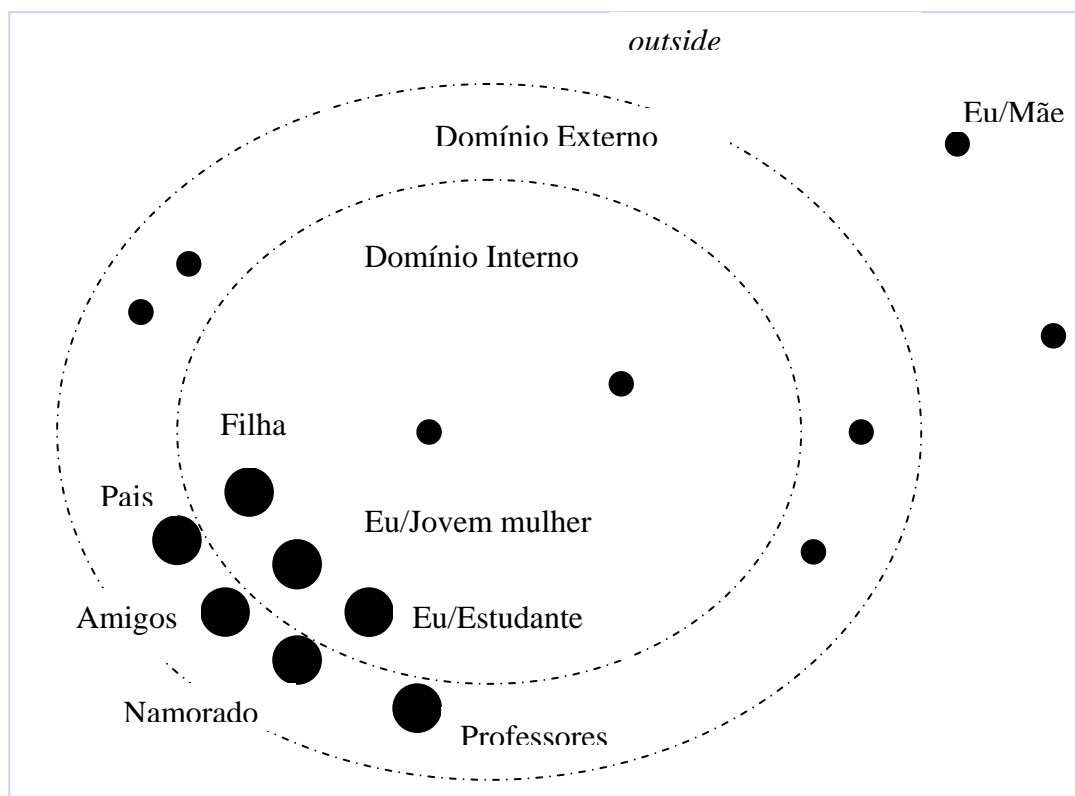 outside
Eu/Mãe
Domínio Externo
Domínio Interno
Filha
Pais
Eu/Jovem mulher
Amigos
Eu/Estudante
Namorado
Professores